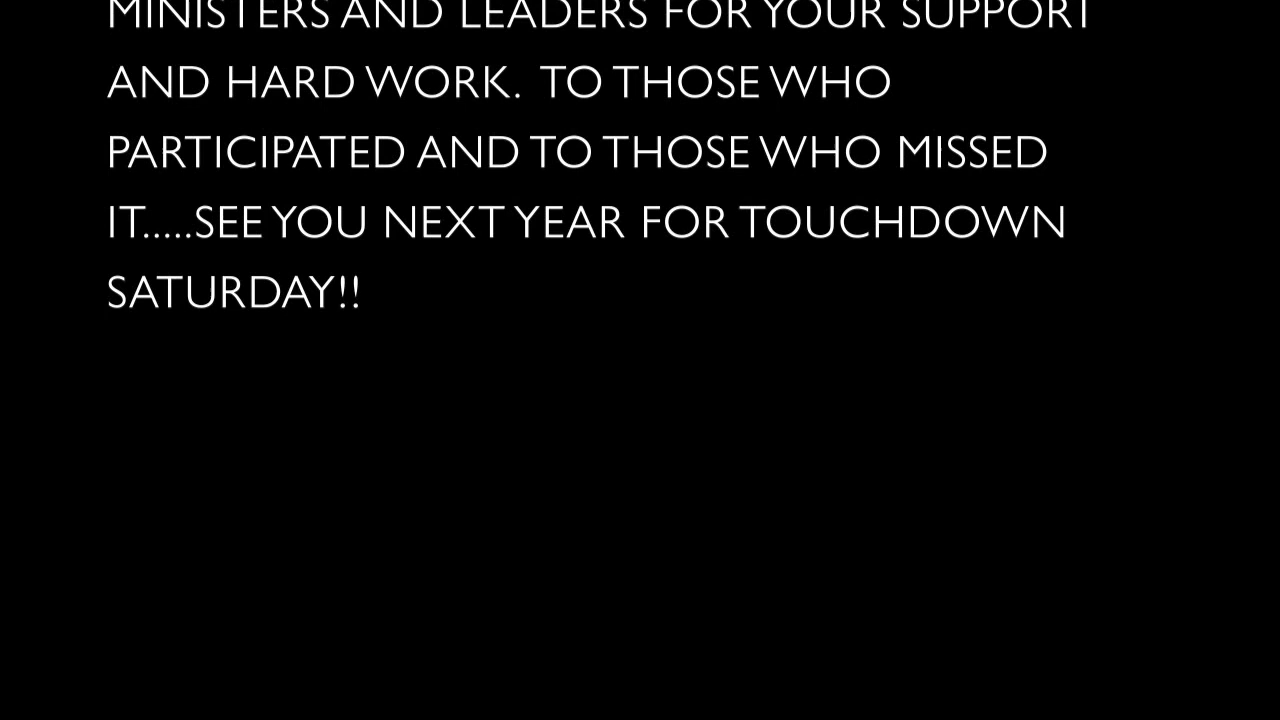 MINISTERS AND LEADERS FOR YOUR SUPPORT
AND HARD WORK.  TO THOSE WHO
PARTICIPATED AND TO THOSE WHO MISSED
IT.....SEE YOU NEXT YEAR FOR TOUCHDOWN
SATURDAY!!